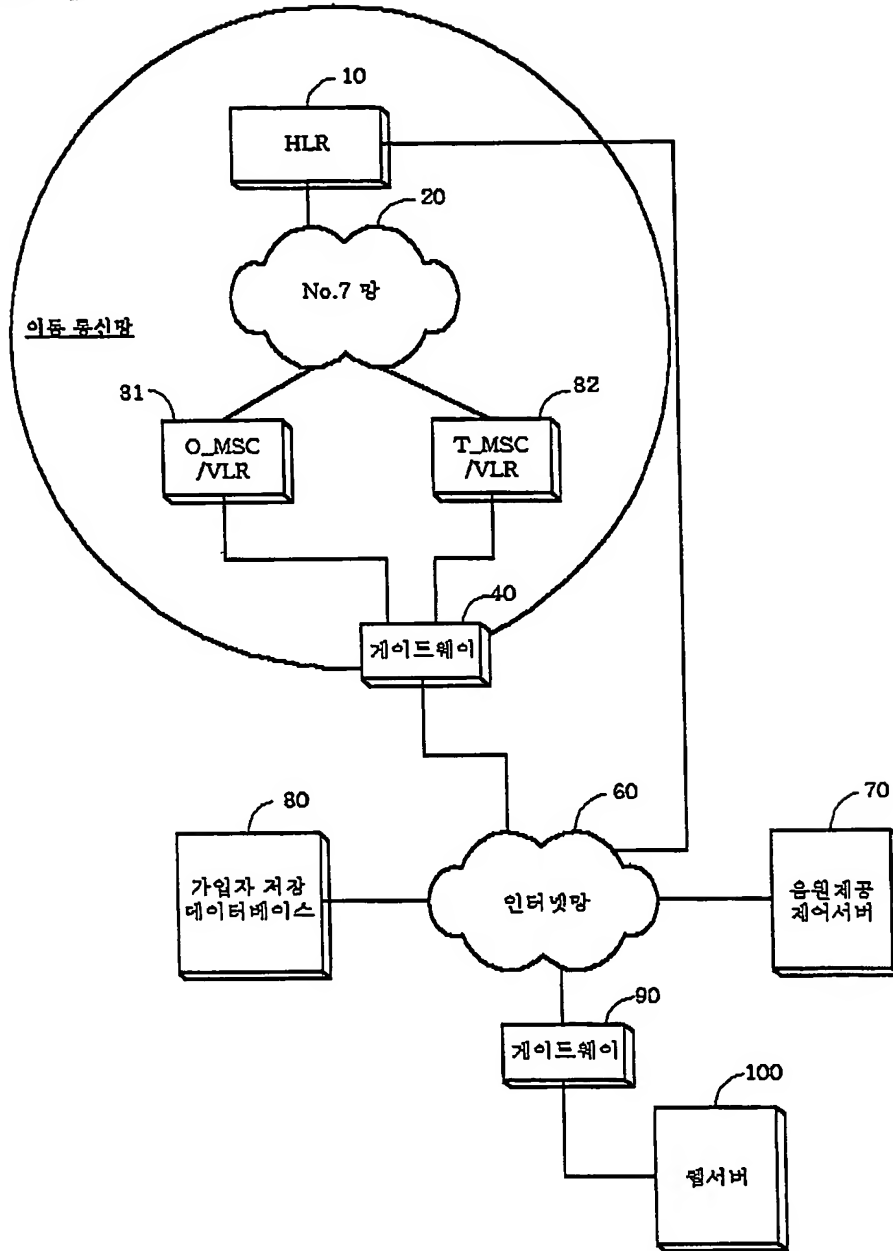 10
HLR
20
No.7 망
이동 통신망
81
82
O_MSC
/VLR
T_MSC
/VLR
40
게이트웨이
80
60
70
가입자 저장
데이터베이스
인터넷망
음원제공
제어서버
90
게이트웨이
100
웹서버